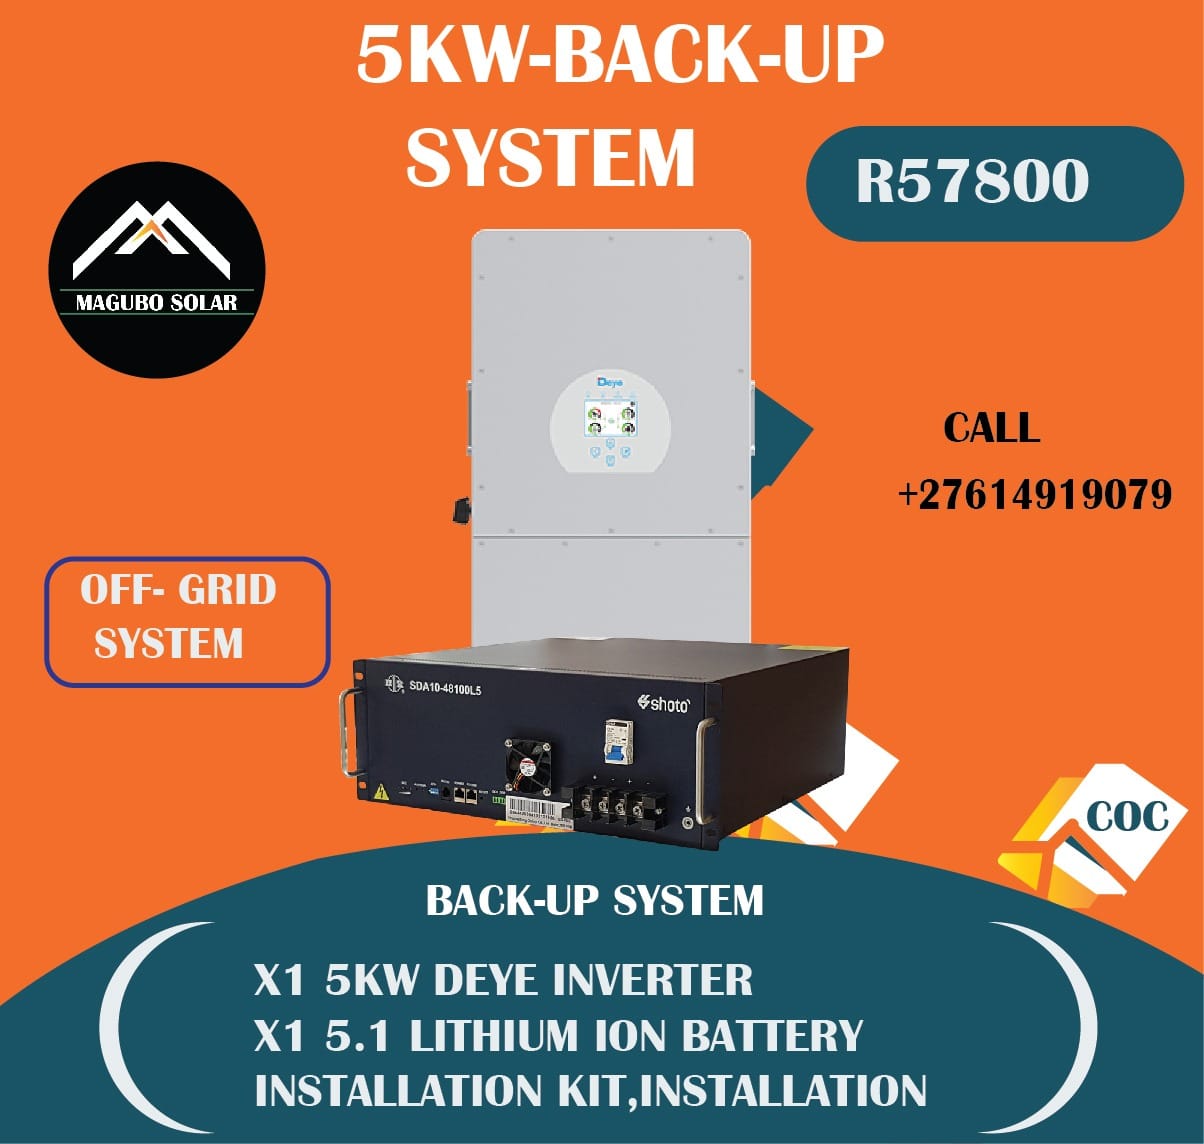 5KW-BACK-UP
SYSTEM
R57800
MAGUBO SOLAR
Deye
CALL
+27614919079
OFF- GRID
SYSTEM
SDA10-48100L5
shoto
COC
BACK-UP SYSTEM
X1 5KW DEYE INVERTER
X1 5.1 LITHIUM ION BATTERY
INSTALLATION KIT,INSTALLATION